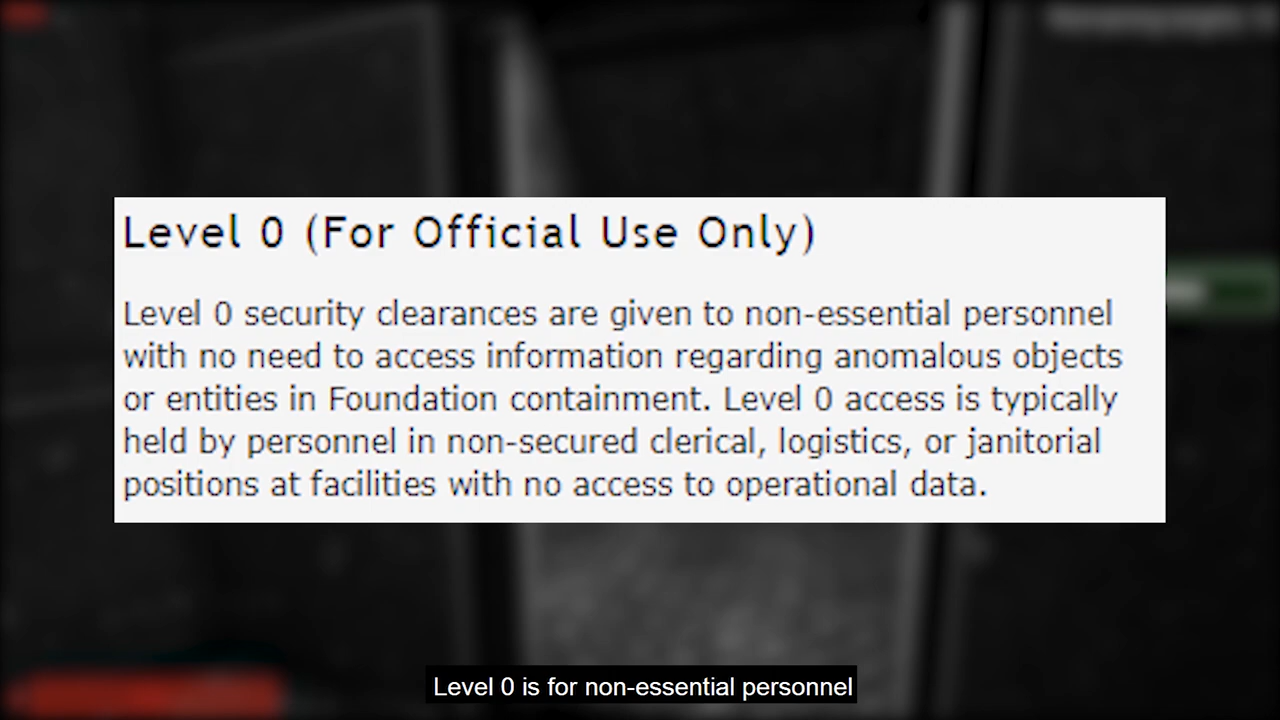 Level 0 (For Official Use Only)
Level 0 security clearances are given to non-essential personnel
with no need to access information regarding anomalous objects
or entities in Foundation containment. Level 0 access is typically
held by personnel in non-secured clerical, logistics, or janitorial
positions at facilities with no access to operational data.
Level 0 is for non-essential personnel